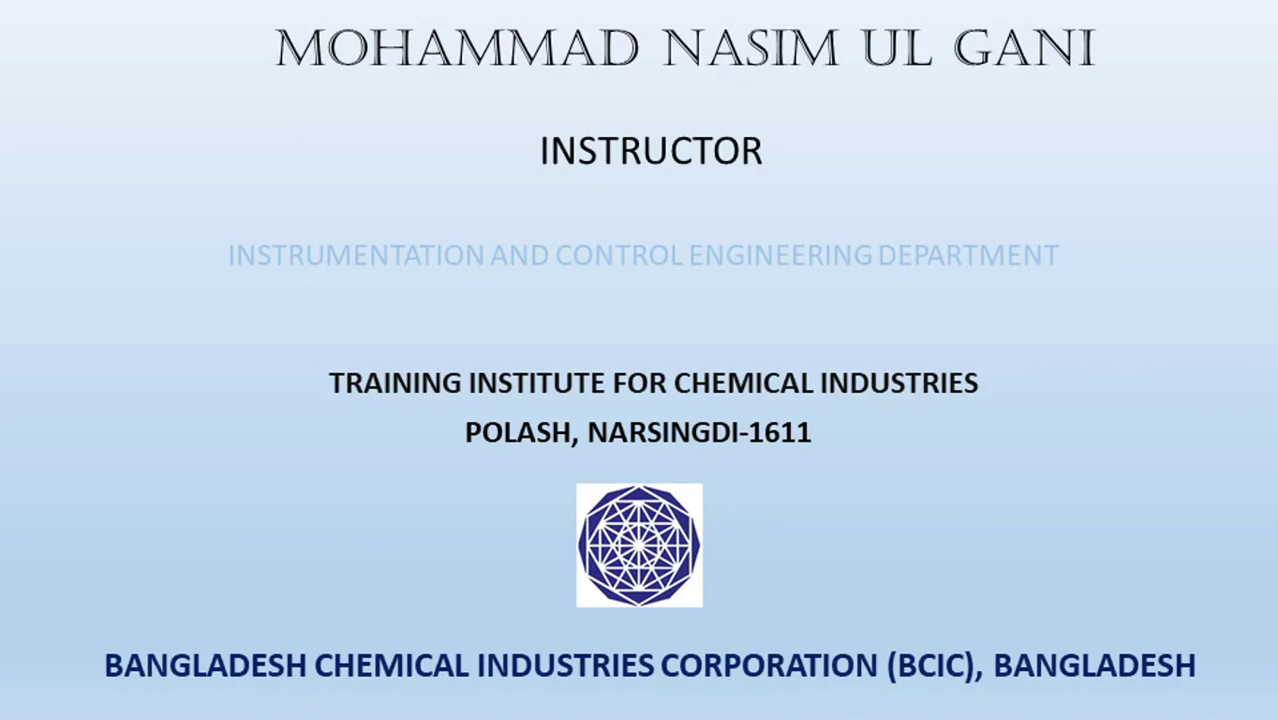 MOHAMMAD NASIM UL GANI
INSTRUCTOR
INSTRUMENTATION AND CONTROL ENGINEERING DEPARTMENT
TRAINING INSTITUTE FOR CHEMICAL INDUSTRIES
POLASH, NARSINGDI-1611
BANGLADESH CHEMICAL INDUSTRIES CORPORATION (BCIC), BANGLADESH